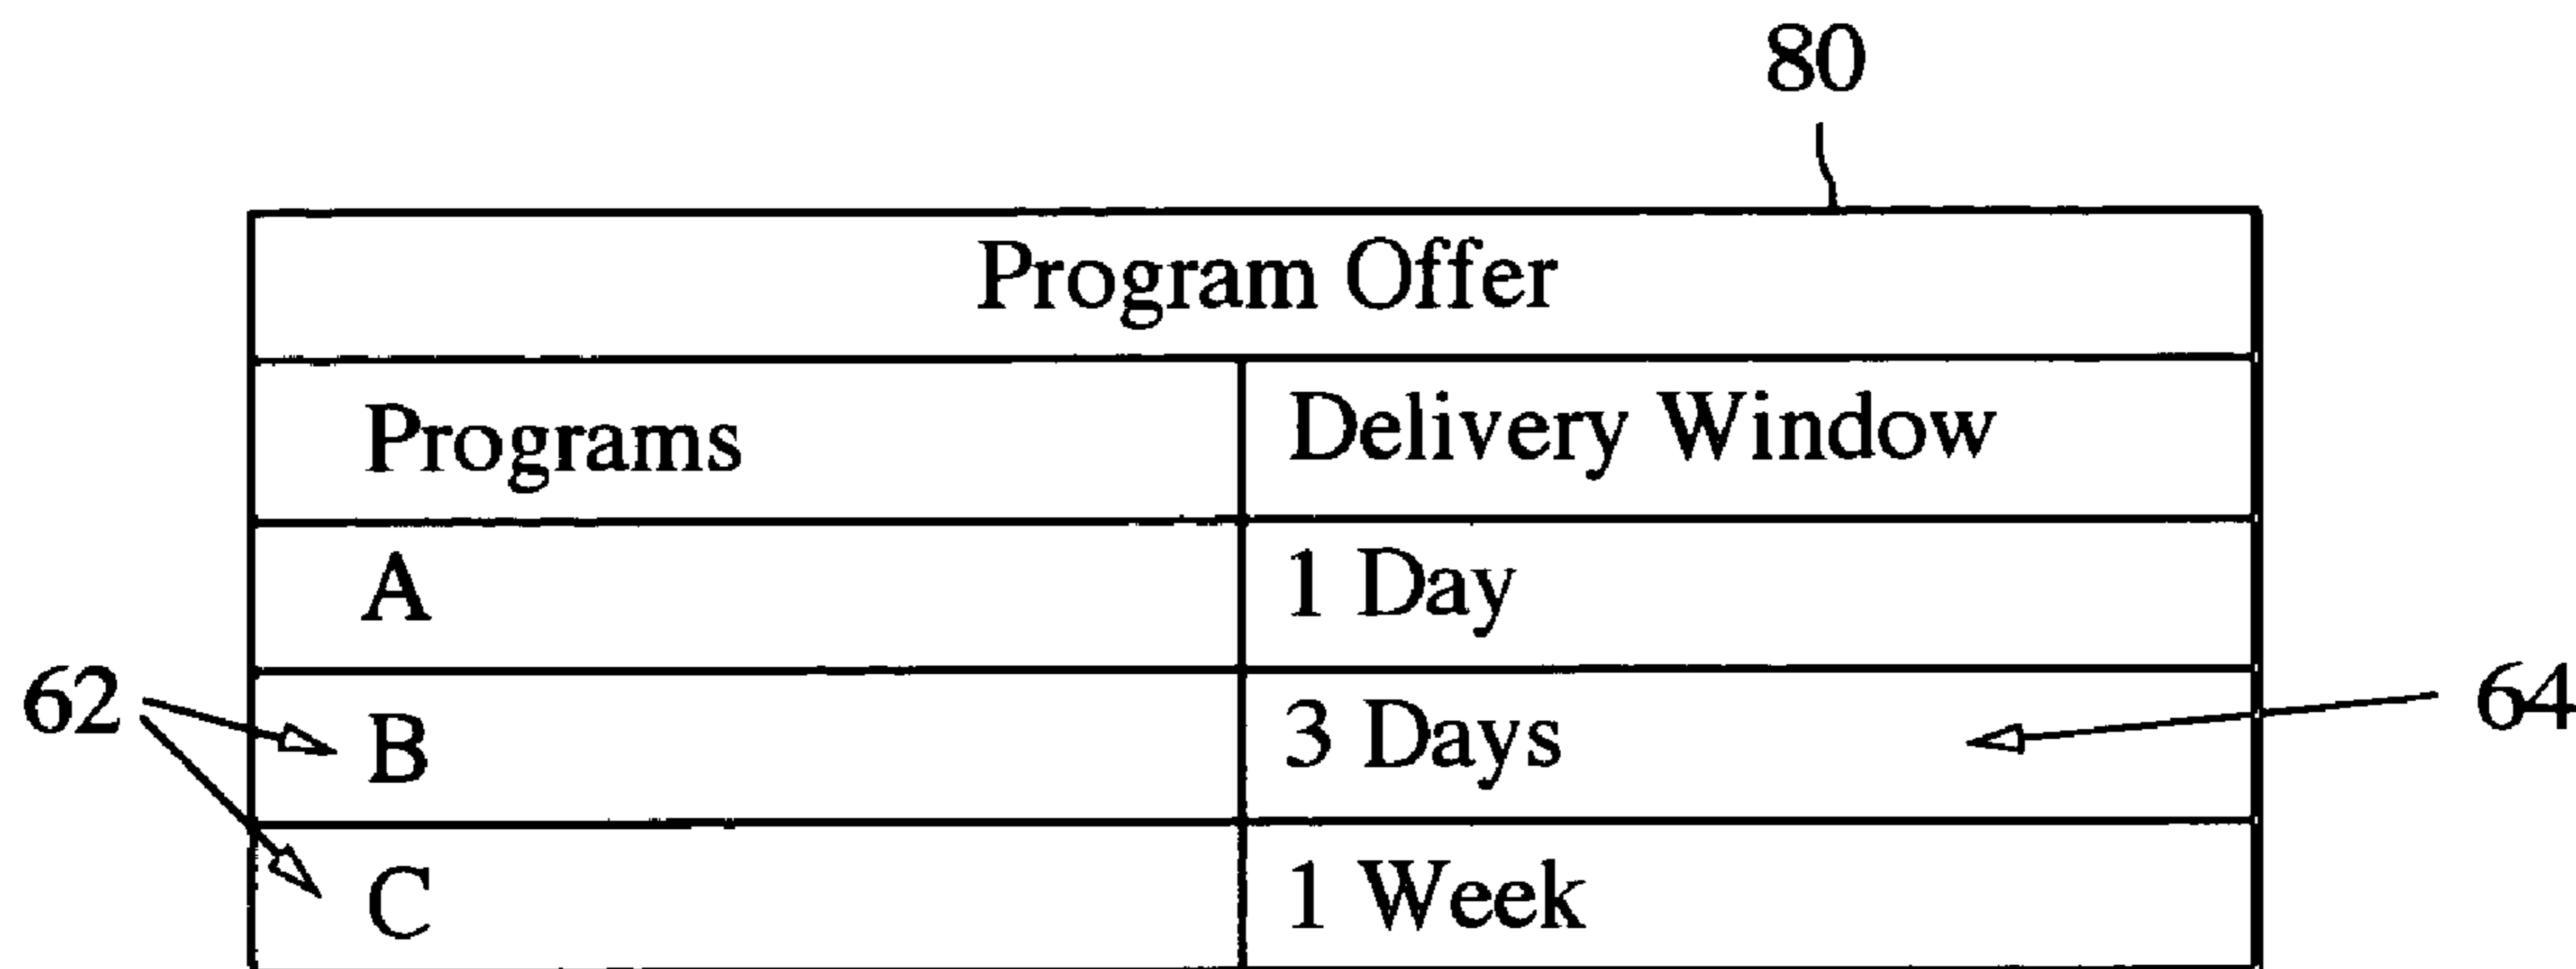 80
Program Offer
Programs Delivery Window
A 1 Day
62 B 3 Days 64
C 1 Week